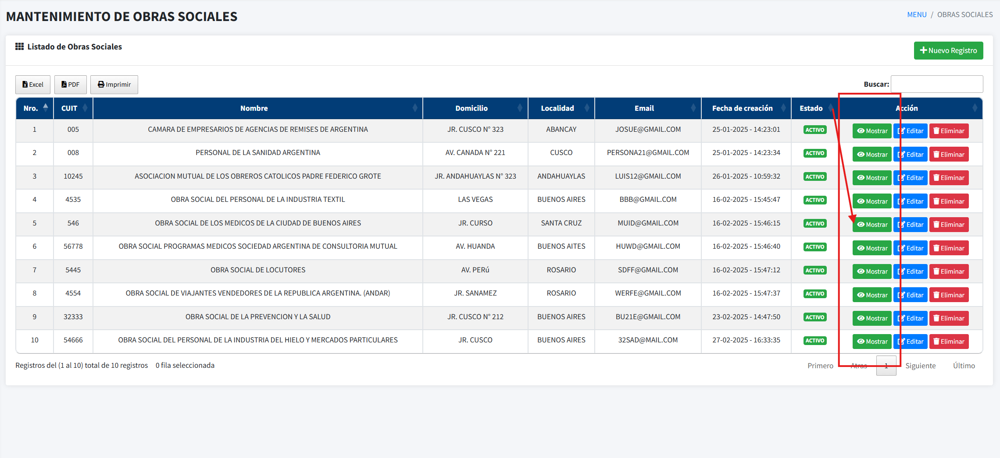 MANTENIMIENTO DE OBRAS SOCIALES
MENU / OBRAS SOCIALES
Listado de Obras Sociales
Nuevo Registro
Excel PDF Imprimir
Buscar:
Nro. CUIT Nombre Domicilio Localidad Email Fecha de creación Estado Acción
1 005 CAMARA DE EMPRESARIOS DE AGENCIAS DE REMISES DE ARGENTINA JR. CUSCO N° 323 ABANCAY JOSUE@GMAIL.COM 25-01-2025 - 14:23:01 ACTIVO Mostrar Editar Eliminar
2 008 PERSONAL DE LA SANIDAD ARGENTINA AV. CANADA N° 221 CUSCO PERSONA21@GMAIL.COM 25-01-2025 - 14:23:34 ACTIVO Mostrar Editar Eliminar
3 10245 ASOCIACION MUTUAL DE LOS OBREROS CATOLICOS PADRE FEDERICO GROTE JR. ANDAHUAYLAS N° 323 ANDAHUAYLAS LUIS12@GMAIL.COM 26-01-2025 - 10:59:32 ACTIVO Mostrar Editar Eliminar
4 4535 OBRA SOCIAL DEL PERSONAL DE LA INDUSTRIA TEXTIL LAS VEGAS BUENOS AIRES BBB@GMAIL.COM 16-02-2025 - 15:45:47 ACTIVO Mostrar Editar Eliminar
5 546 OBRA SOCIAL DE LOS MEDICOS DE LA CIUDAD DE BUENOS AIRES JR. CURSO SANTA CRUZ MUID@GMAIL.COM 16-02-2025 - 15:46:15 ACTIVO Mostrar Editar Eliminar
6 56778 OBRA SOCIAL PROGRAMAS MEDICOS SOCIEDAD ARGENTINA DE CONSULTORIA MUTUAL AV. HUANDA BUENOS AITES HUWD@GMAIL.COM 16-02-2025 - 15:46:40 ACTIVO Mostrar Editar Eliminar
7 5445 OBRA SOCIAL DE LOCUTORES AV. PERú ROSARIO SDFF@GMAIL.COM 16-02-2025 - 15:47:12 ACTIVO Mostrar Editar Eliminar
8 4554 OBRA SOCIAL DE VIAJANTES VENDEDORES DE LA REPUBLICA ARGENTINA. (ANDAR) JR. SANAMEZ ROSARIO WERFE@GMAIL.COM 16-02-2025 - 15:47:37 ACTIVO Mostrar Editar Eliminar
9 32333 OBRA SOCIAL DE LA PREVENCION Y LA SALUD JR. CUSCO N° 212 BUENOS AIRES BU21E@GMAIL.COM 23-02-2025 - 14:47:50 ACTIVO Mostrar Editar Eliminar
10 54666 OBRA SOCIAL DEL PERSONAL DE LA INDUSTRIA DEL HIELO Y MERCADOS PARTICULARES JR. CUSCO BUENOS AIRES 32SAD@MAIL.COM 27-02-2025 - 16:33:35 ACTIVO Mostrar Editar Eliminar
Registros del (1 al 10) total de 10 registros 0 fila seleccionada
Primero Atras 1 Siguiente Último